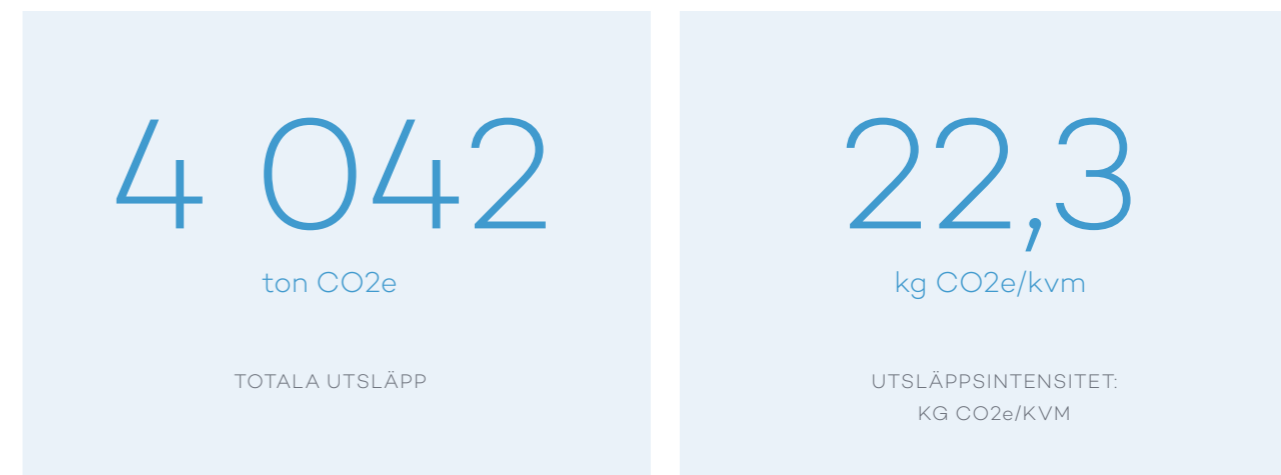 4 042
ton CO2e
TOTALA UTSLÄPP
22,3
kg CO2e/kvm
UTSLÄPPSINTENSITET:
KG CO2e/KVM